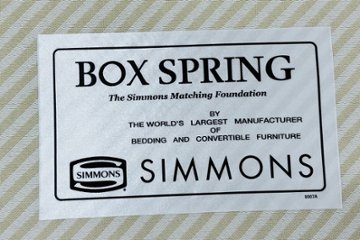 BOX SPRING
The Simmons Matching Foundation
BY
THE WORLD'S LARGEST MANUFACTURER
OF
BEDDING AND CONVERTIBLE FURNITURE
SIMMONS
SIMMONS